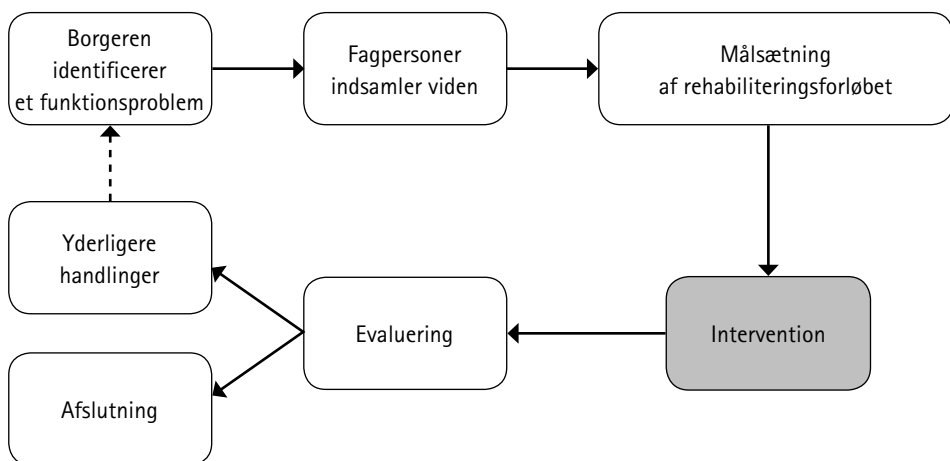 Borgeren
identificerer
et funktionsproblem
Fagpersoner
indsamler viden
Målsætning
af rehabiliteringsforløbet
Yderligere
handlinger
Evaluering
Intervention
Afslutning